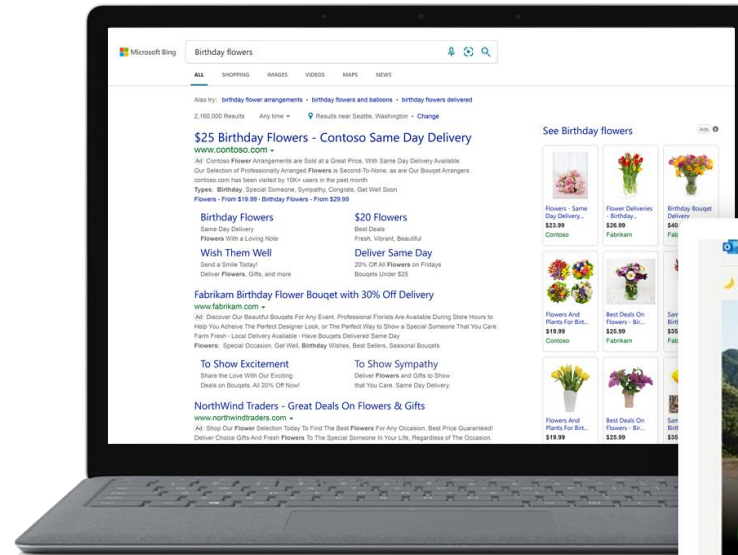 Microsoft Bing
Birthday flowers
ALL SHOPPING IMAGES VIDEOS MAPS NEWS
Also try: birthday flower arrangements • birthday flowers and balloons • birthday flowers delivered
2,160,000 Results Any time Results near Seattle, Washington • Change
$25 Birthday Flowers - Contoso Same Day Delivery
www.contoso.com
Ad Contoso Flower Arrangements are Sold at a Great Price, With Same Day Delivery Available.
Our Selection of Professionally Arranged Flowers is Second-To-None, as are Our Bouqet Arrangers.
contoso.com has been visited by 10K+ users in the past month
Types: Birthday, Special Someone, Sympathy, Congrats, Get Well Soon
Flowers - From $19.99 - Birthday Flowers - From $29.99
Birthday Flowers
Same Day Delivery
Flowers With a Loving Note
$20 Flowers
Best Deals
Fresh, Vibrant, Beautiful
Wish Them Well
Send a Smile Today!
Deliver Flowers, Gifts, and more
Deliver Same Day
20% Off All Flowers on Fridays
Bouqets Under $25
Fabrikam Birthday Flower Bouqet with 30% Off Delivery
www.fabrikam.com
Ad Discover Our Beautiful Bouqets For Any Event. Professional Florists Are Available During Store Hours to
Help You Acheive The Perfect Designer Look, or The Perfect Way to Show a Special Someone That You Care.
Farm Fresh - Local Delivery Available - Have Bouqets Delivered Same Day
Flowers: Special Occasion, Get Well, Birthday Wishes, Best Sellers, Seasonal Bouqets
To Show Excitement
Share the Love With Our Exciting
Deals on Bouqets. All 20% Off Now!
To Show Sympathy
Deliver Flowers and Gifts to Show
that You Care. Same Day Delivery.
NorthWind Traders - Great Deals On Flowers & Gifts
www.northwindtraders.com
Ad Shop Our Flower Selection Today To Find The Best Flowers For Any Occasion. Best Price Guaranteed!
Deliver Choice Gifts And Fresh Flowers To The Special Someone In Your Life, Regardless of The Occasion.
See Birthday flowers
Ads
Flowers - Same
Day Delivery...
$23.99
Contoso
Flower Deliveries
- Birthday...
$26.99
Fabrikam
Birthday Bouqet
Delivery
$40
Fab
Flowers And
Plants For Birt...
$19.99
Contoso
Best Deals On
Flowers - Bir...
$25.99
Fabrikam
Sam
Birt
$35
Fab
Flowers And
Plants For Birt...
$19.99
Best Deals On
Flowers - Bir...
$25.99
Sam
Birt
$35